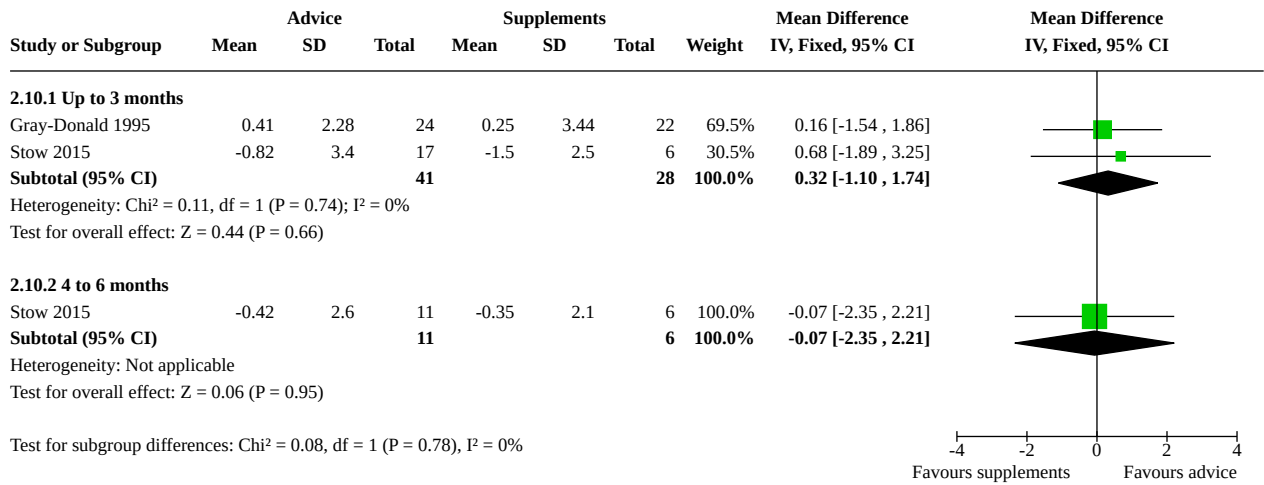 Advice Supplements Mean Difference Mean Difference
Study or Subgroup Mean SD Total Mean SD Total Weight IV, Fixed, 95% CI IV, Fixed, 95% CI
2.10.1 Up to 3 months
Gray-Donald 1995 0.41 2.28 24 0.25 3.44 22 69.5% 0.16 [-1.54 , 1.86]
Stow 2015 -0.82 3.4 17 -1.5 2.5 6 30.5% 0.68 [-1.89 , 3.25]
Subtotal (95% CI) 41 28 100.0% 0.32 [-1.10 , 1.74]
Heterogeneity: Chi² = 0.11, df = 1 (P = 0.74); I² = 0%
Test for overall effect: Z = 0.44 (P = 0.66)
2.10.2 4 to 6 months
Stow 2015 -0.42 2.6 11 -0.35 2.1 6 100.0% -0.07 [-2.35 , 2.21]
Subtotal (95% CI) 11 6 100.0% -0.07 [-2.35 , 2.21]
Heterogeneity: Not applicable
Test for overall effect: Z = 0.06 (P = 0.95)
Test for subgroup differences: Chi² = 0.08, df = 1 (P = 0.78), I² = 0%
-4 -2 0 2 4
Favours supplements Favours advice